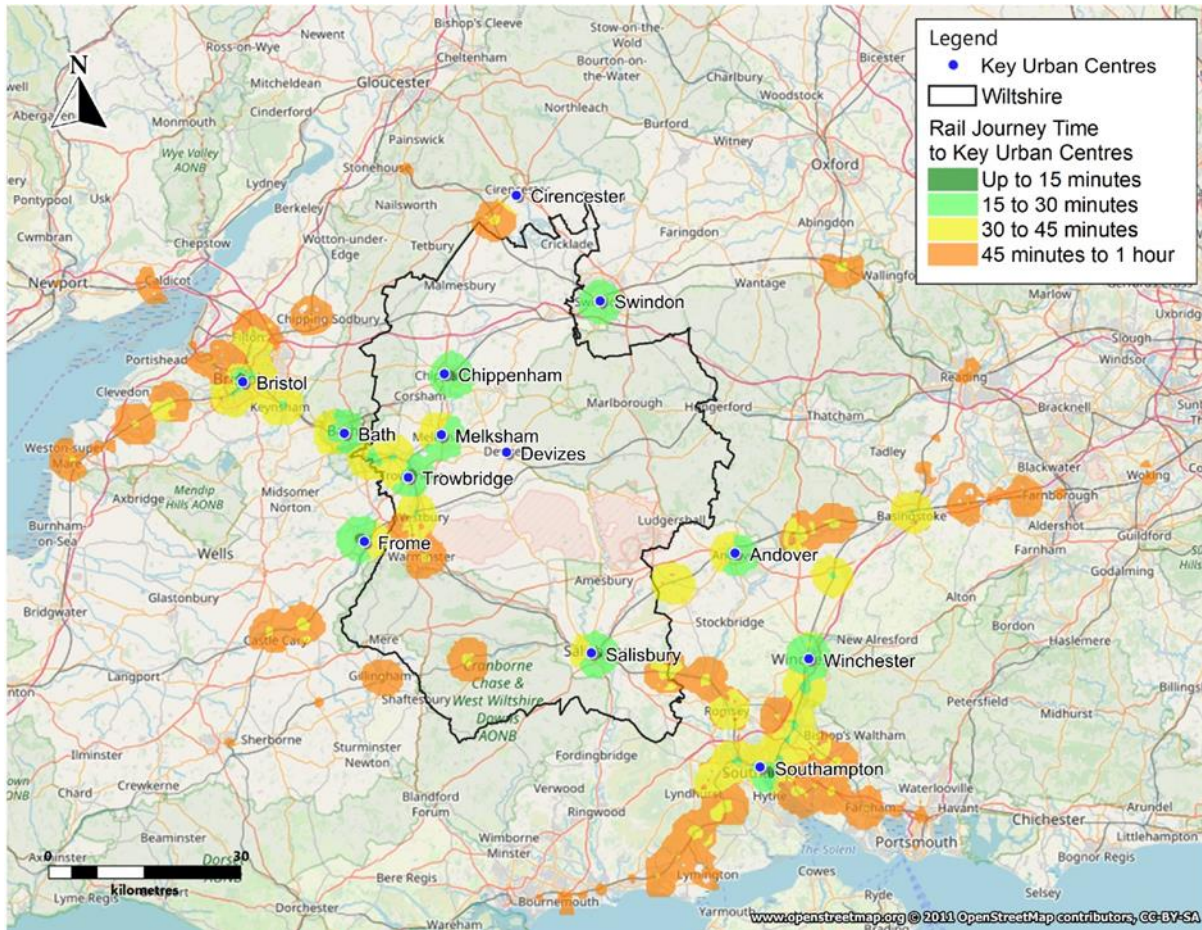 Legend
Key Urban Centres
Wiltshire
Rail Journey Time
to Key Urban Centres
Up to 15 minutes
15 to 30 minutes
30 to 45 minutes
45 minutes to 1 hour
N
Bishop's Cleeve
Stow-on-the-
Wold
Ross-on-Wye
Newent
Cheltenham
Bourton-on-
the-Water
Charlbury
Bicester
Mitcheldean
Gloucester
Cinderford
Northleach
Woodstock
Monmouth
Painswick
Burford
Witney
Wye Valley
AONB
Stonehouse
Oxford
Pontypool
Usk
Lydney
Nailsworth
Cirencester
Berkeley
Cwmbran
Tetbury
Cricklade
Faringdon
Abingdon
Chepstow
Wotton-under-
Edge
Wallingford
Newport
Caldicot
Malmesbury
Swindon
Wantage
Chipping Sodbury
Portishead
Chippenham
Reading
Slough
Windsor
Uxbridge
Marlow
Clevedon
Bristol
Corsham
Marlborough
Hungerford
Thatcham
Bracknell
Keynsham
Bath
Melksham
Devizes
Weston-super
Mare
Tadley
Blackwater
Woking
Axbridge
Mendip
Hills AONB
Midsomer
Norton
Trowbridge
Farnborough
Basingstoke
Aldershot
Guildford
Burnham-
on-Sea
Wells
Frome
Warminster
Ludgershall
Andover
Farnham
Godalming
Glastonbury
Amesbury
Alton
Bridgwater
Castle Cary
Mere
Stockbridge
New Alresford
Bordon
Haslemere
Salisbury
Winchester
Langport
Gillingham
Cranborne
Chase &
West Wiltshire
Downs
AONB
Shaftesbury
Petersfield
Midhurst
Romsey
Sherborne
Bishop's Waltham
Ilminster
Sturminster
Newton
Fordingbridge
Southampton
Crewkerne
Verwood
Lyndhurst
Hythe
Waterlooville
Chard
Blandford
Forum
Ringwood
Fareham
Havant
Arundel
Chichester
Beaminster
Wimborne
Minster
Portsmouth
Littlehampton
Axminster
The Solent
Lymington
Cowes
Bognor Regis
0
30
kilometres
Bere Regis
Bournemouth
Ryde
Selsey
Lyme Regis
Dorchester
Wareham
Yarmouth
www.openstreetmap.org © 2011 OpenStreetMap contributors, CC-BY-SA